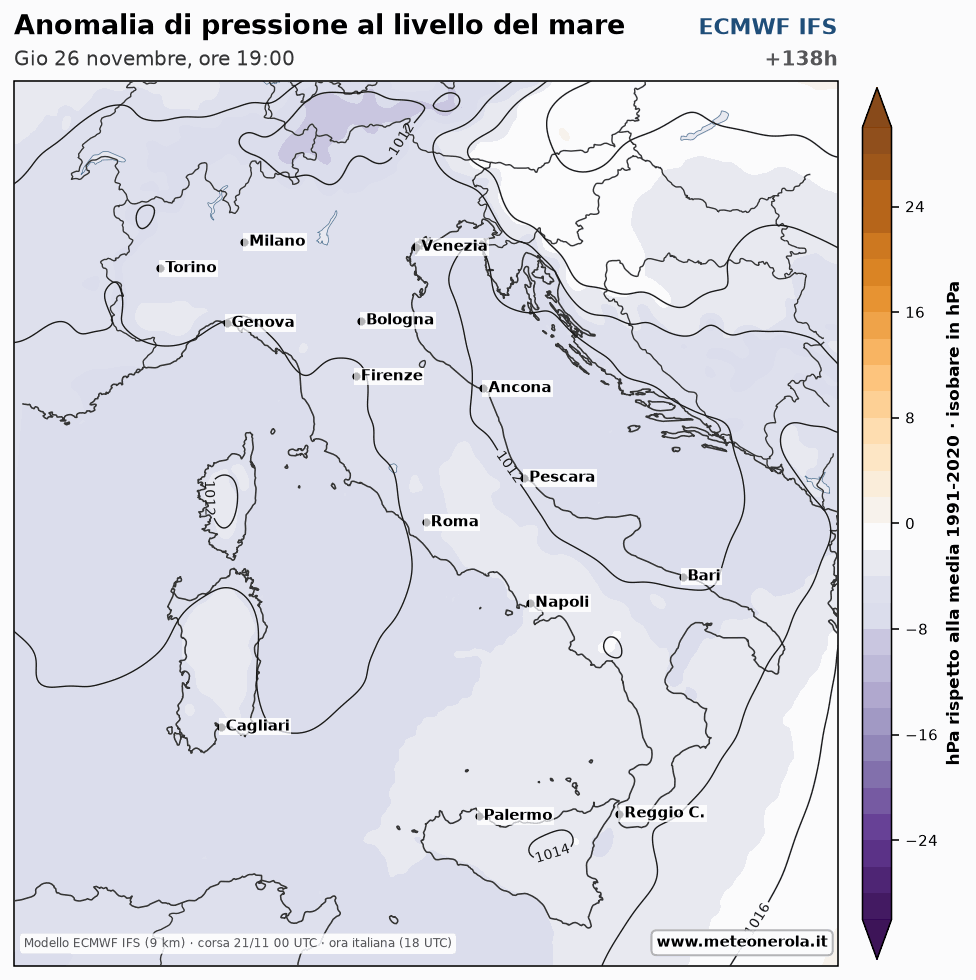 Anomalia di pressione al livello del mare
ECMWF IFS
Gio 26 novembre, ore 19:00
+138h
1012
Milano
Venezia
Torino
Genova
Bologna
Firenze
Ancona
1012
Pescara
1012
Roma
Bari
Napoli
Cagliari
Palermo
Reggio C.
1014
1016
Modello ECMWF IFS (9 km) · corsa 21/11 00 UTC · ora italiana (18 UTC)
www.meteonerola.it
24
16
8
0
−8
−16
−24
hPa rispetto alla media 1991-2020 · isobare in hPa